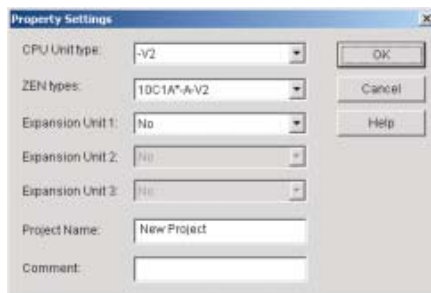 Property Settings
CPU Unit type: -V2 OK
ZEN types: 10C1A*-A-V2 Cancel
Expansion Unit 1: No Help
Expansion Unit 2: No
Expansion Unit 3: No
Project Name: New Project
Comment: